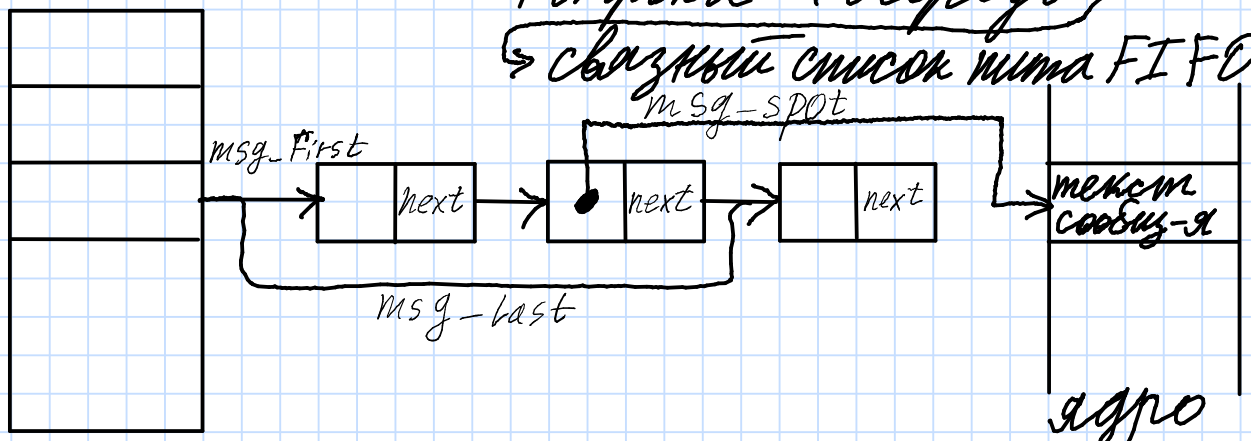 связный список типа FIFO
msg_spot
msg_First
next
next
next
текст
сообщ-я
msg_Last
ядро